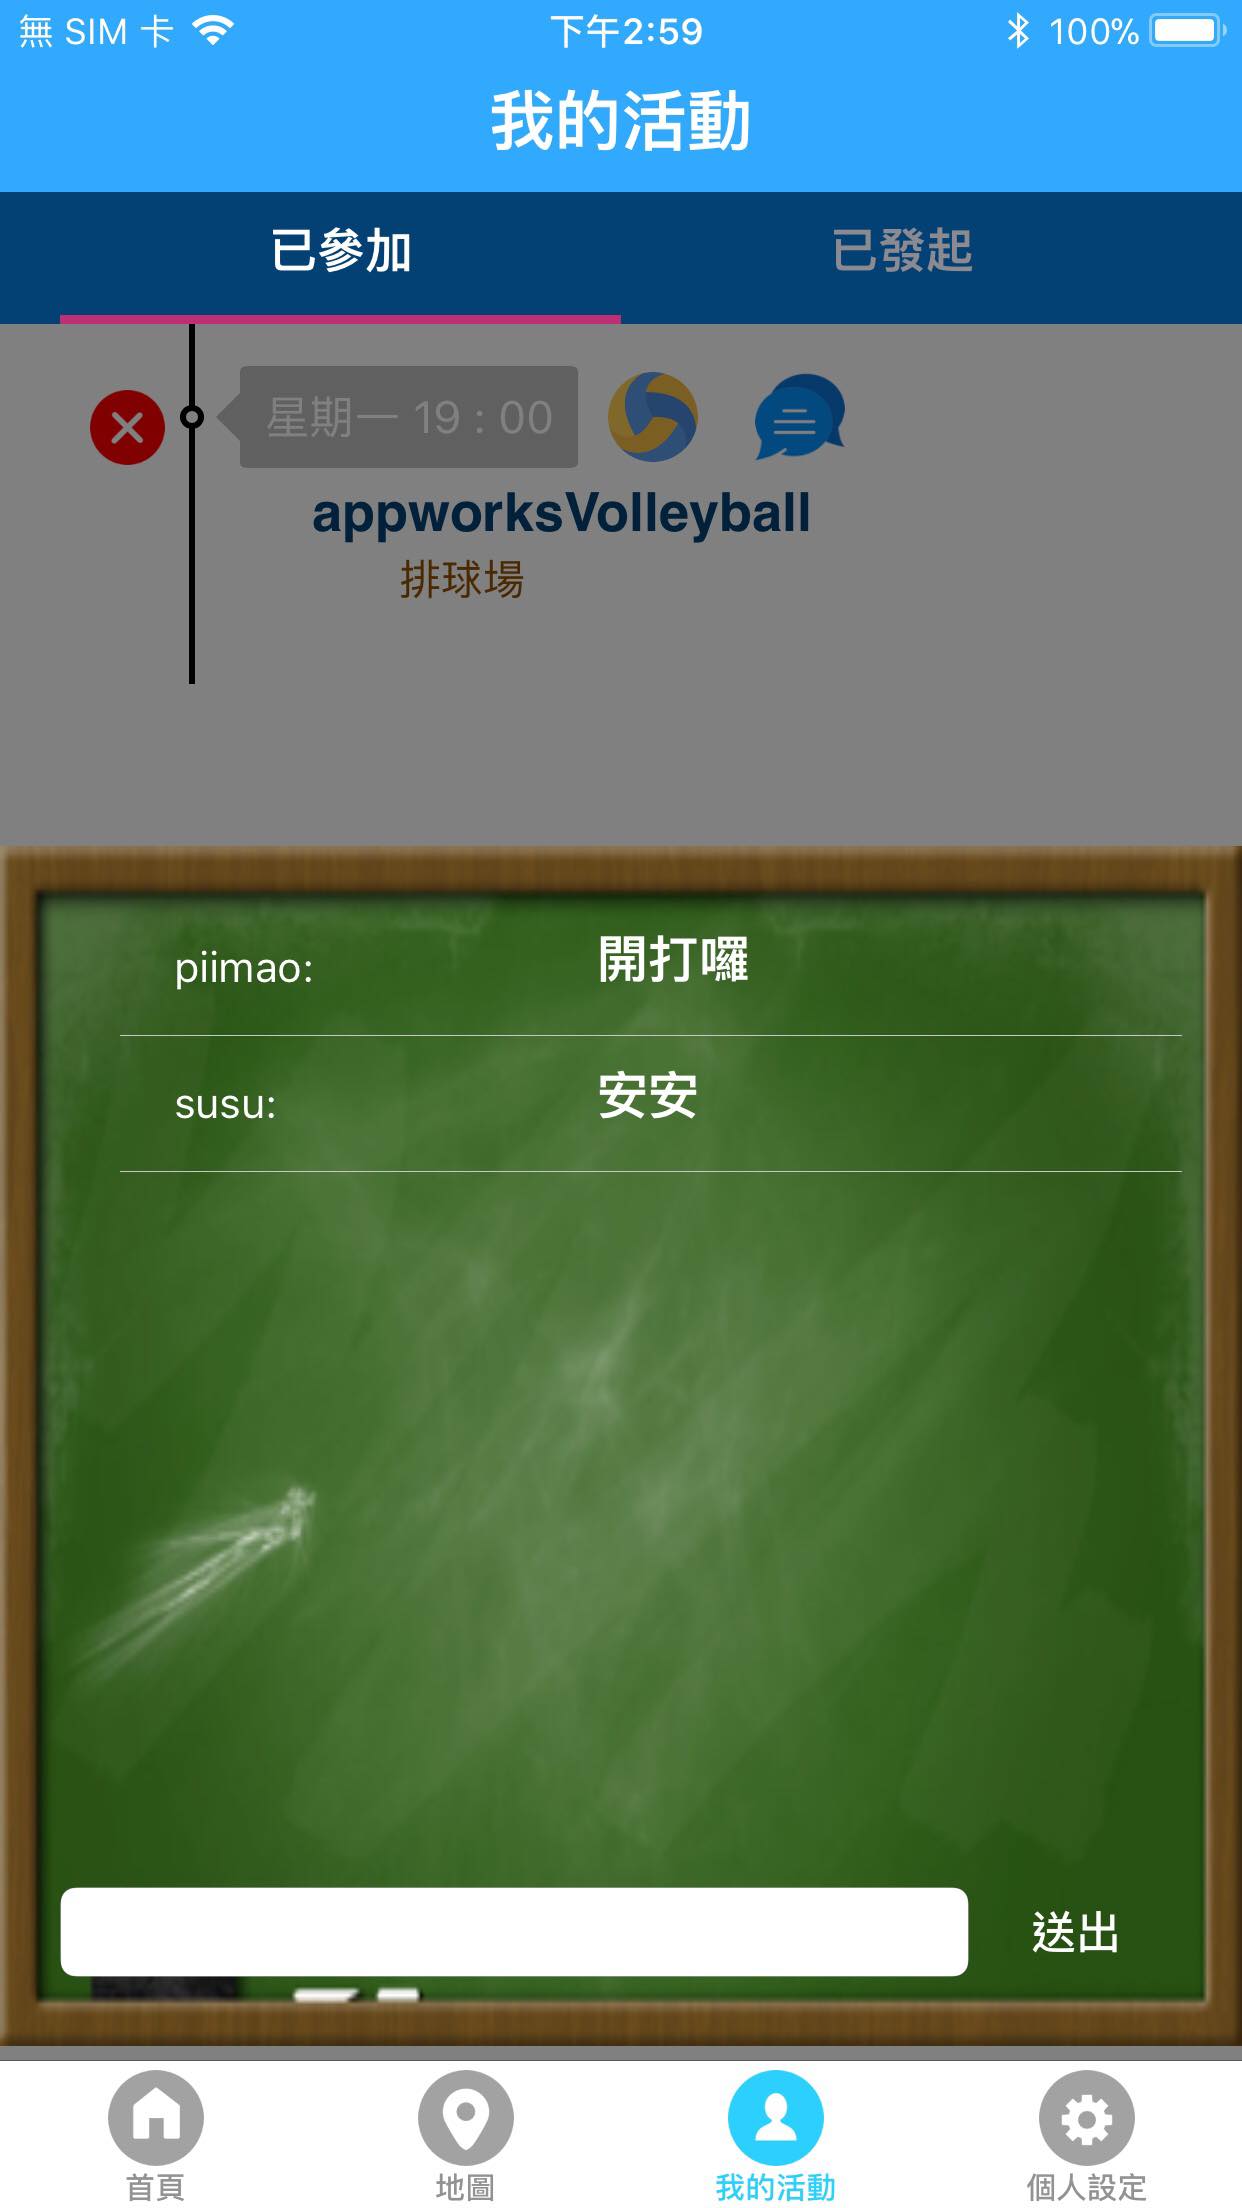 無 SIM 卡 下午2:59 100%
我的活動
已參加 已發起
星期一 19 : 00
appworksVolleyball
排球場
piimao: 開打囉
susu: 安安
送出
首頁 地圖 我的活動 個人設定